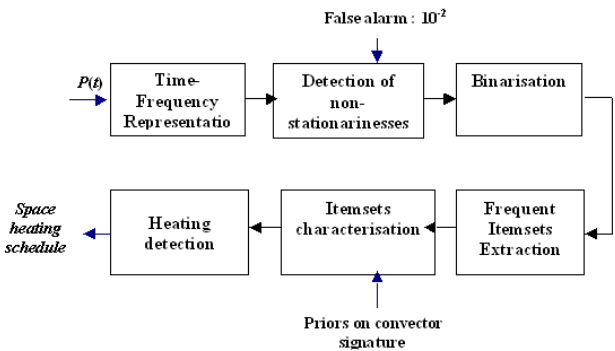 False alarm : 10⁻²
P(t)
Time-
Frequency
Representatio
Detection of
non-
stationarinesses
Binarisation
Space
heating
schedule
Heating
detection
Itemsets
characterisation
Frequent
Itemsets
Extraction
Priors on convector
signature